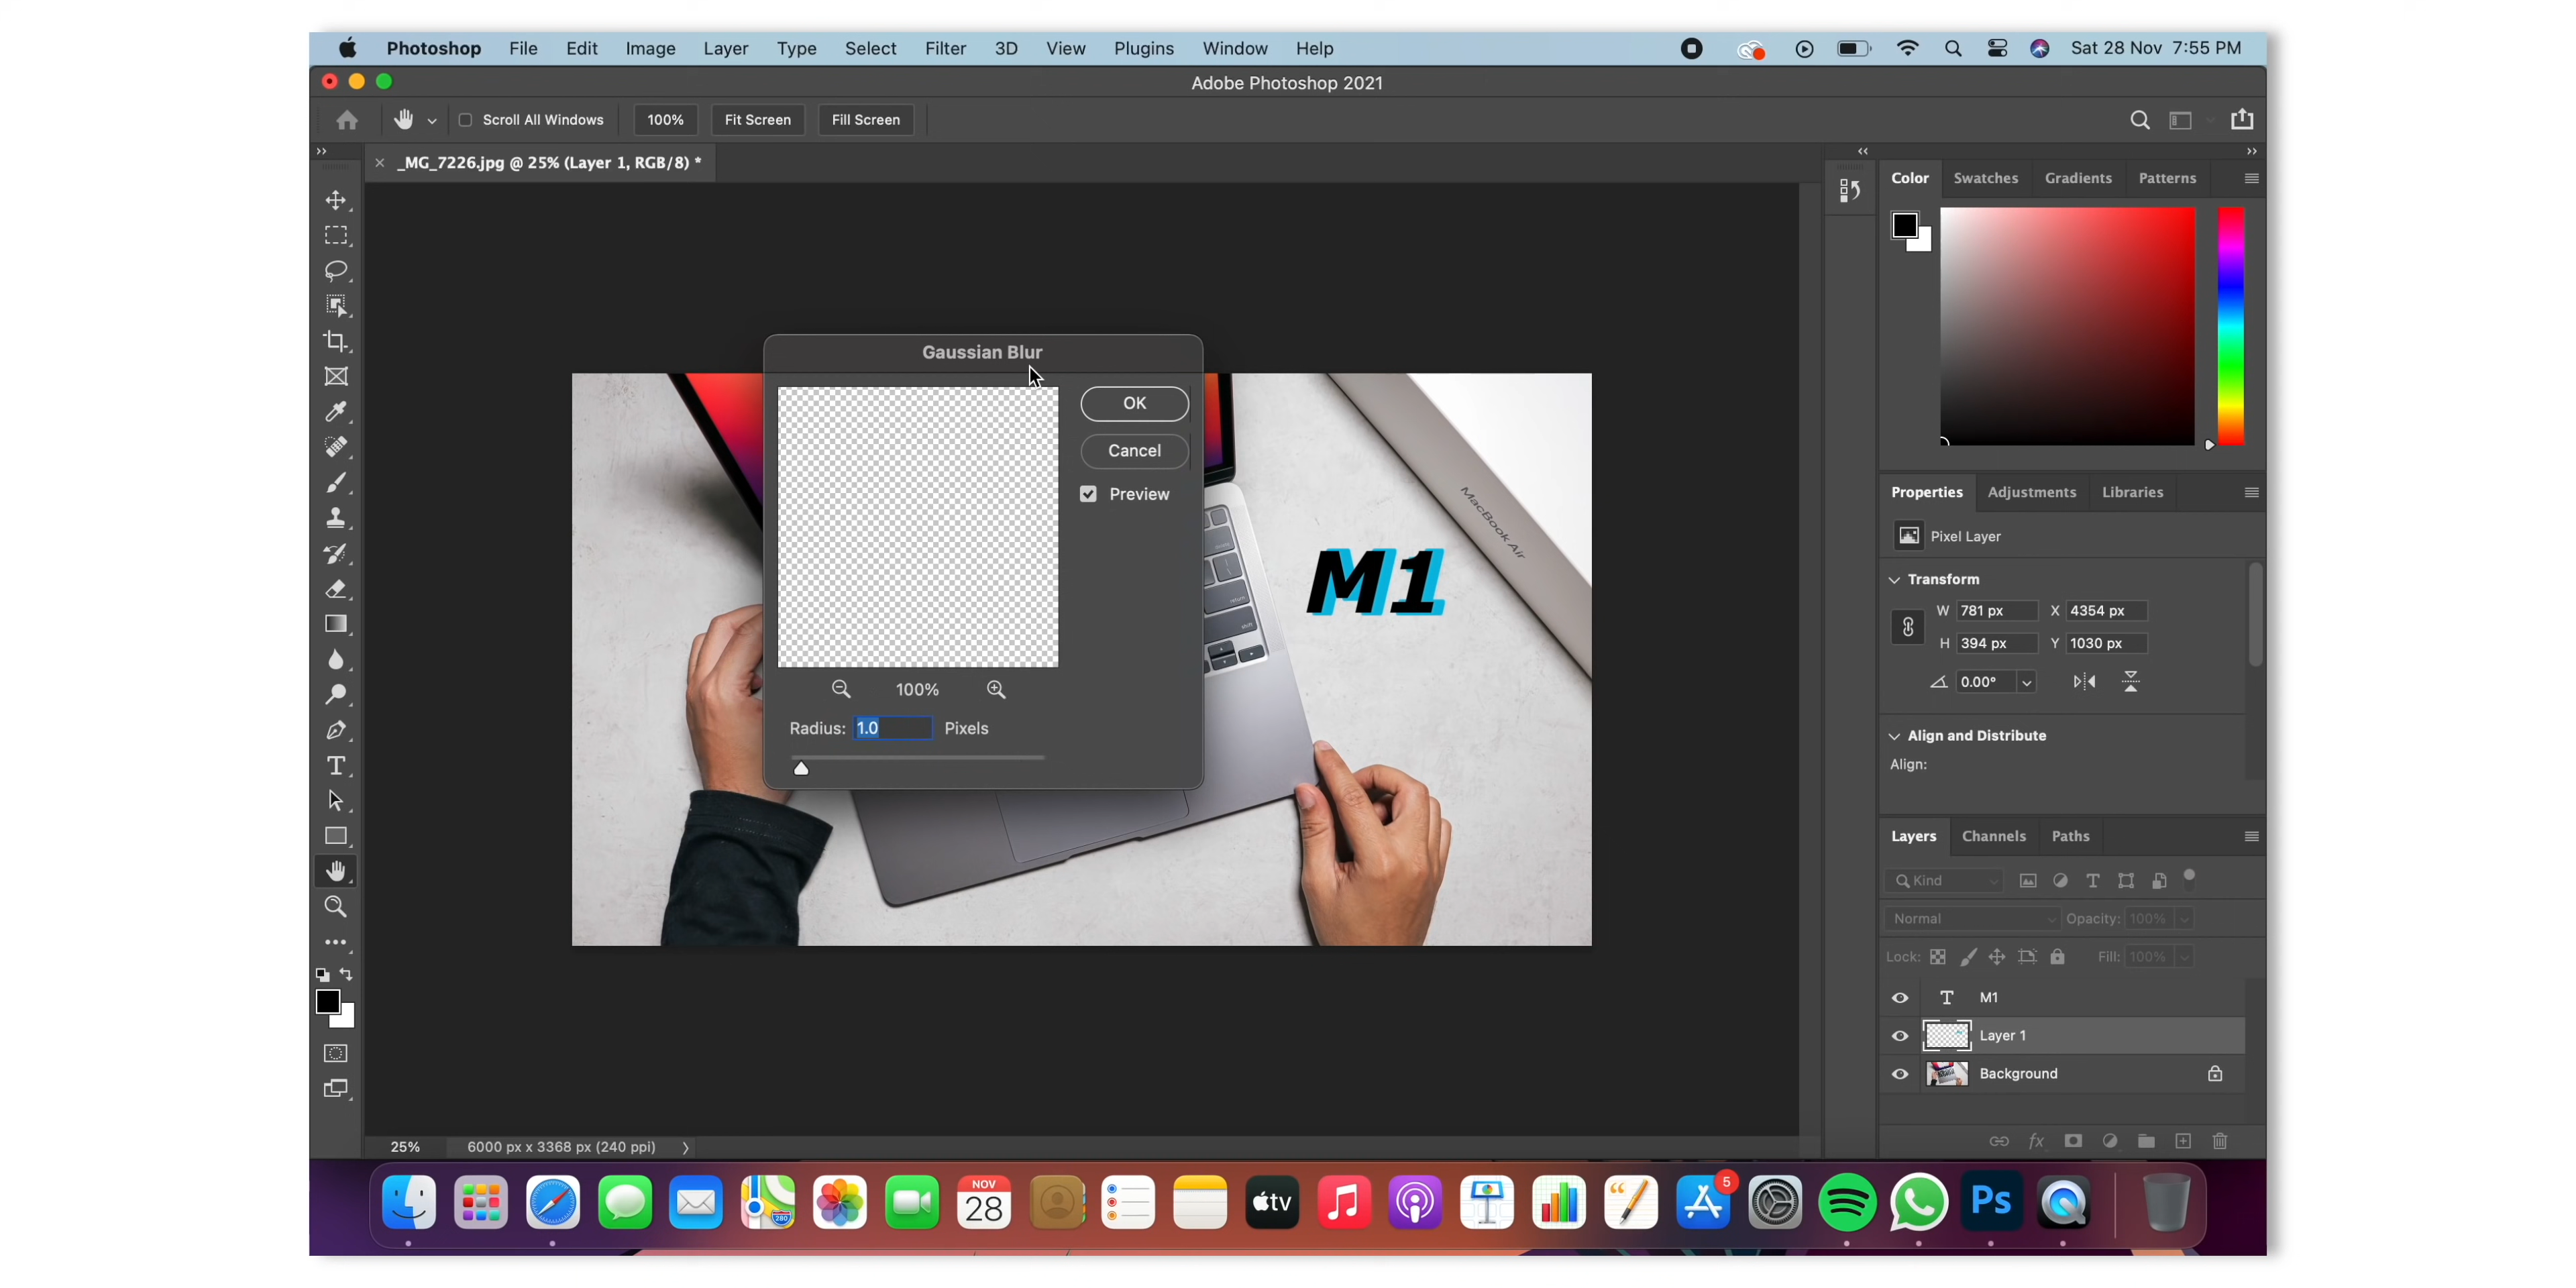 Photoshop File Edit Image Layer Type Select Filter 3D View Plugins Window Help Sat 28 Nov 7:55 PM
Adobe Photoshop 2021
Scroll All Windows 100% Fit Screen Fill Screen
_MG_7226.jpg @ 25% (Layer 1, RGB/8) *
Color Swatches Gradients Patterns
Gaussian Blur
OK
Cancel
Preview
100%
Radius: 1.0 Pixels
MacBook Air
return
shift
M1
Properties Adjustments Libraries
Pixel Layer
Transform
W 781 px X 4354 px
H 394 px Y 1030 px
0.00°
Align and Distribute
Align:
Layers Channels Paths
Kind
Normal Opacity: 100%
Lock: Fill: 100%
T M1
Layer 1
Background
fx
25% 6000 px x 3368 px (240 ppi)
280
NOV
28
tv
5
Ps